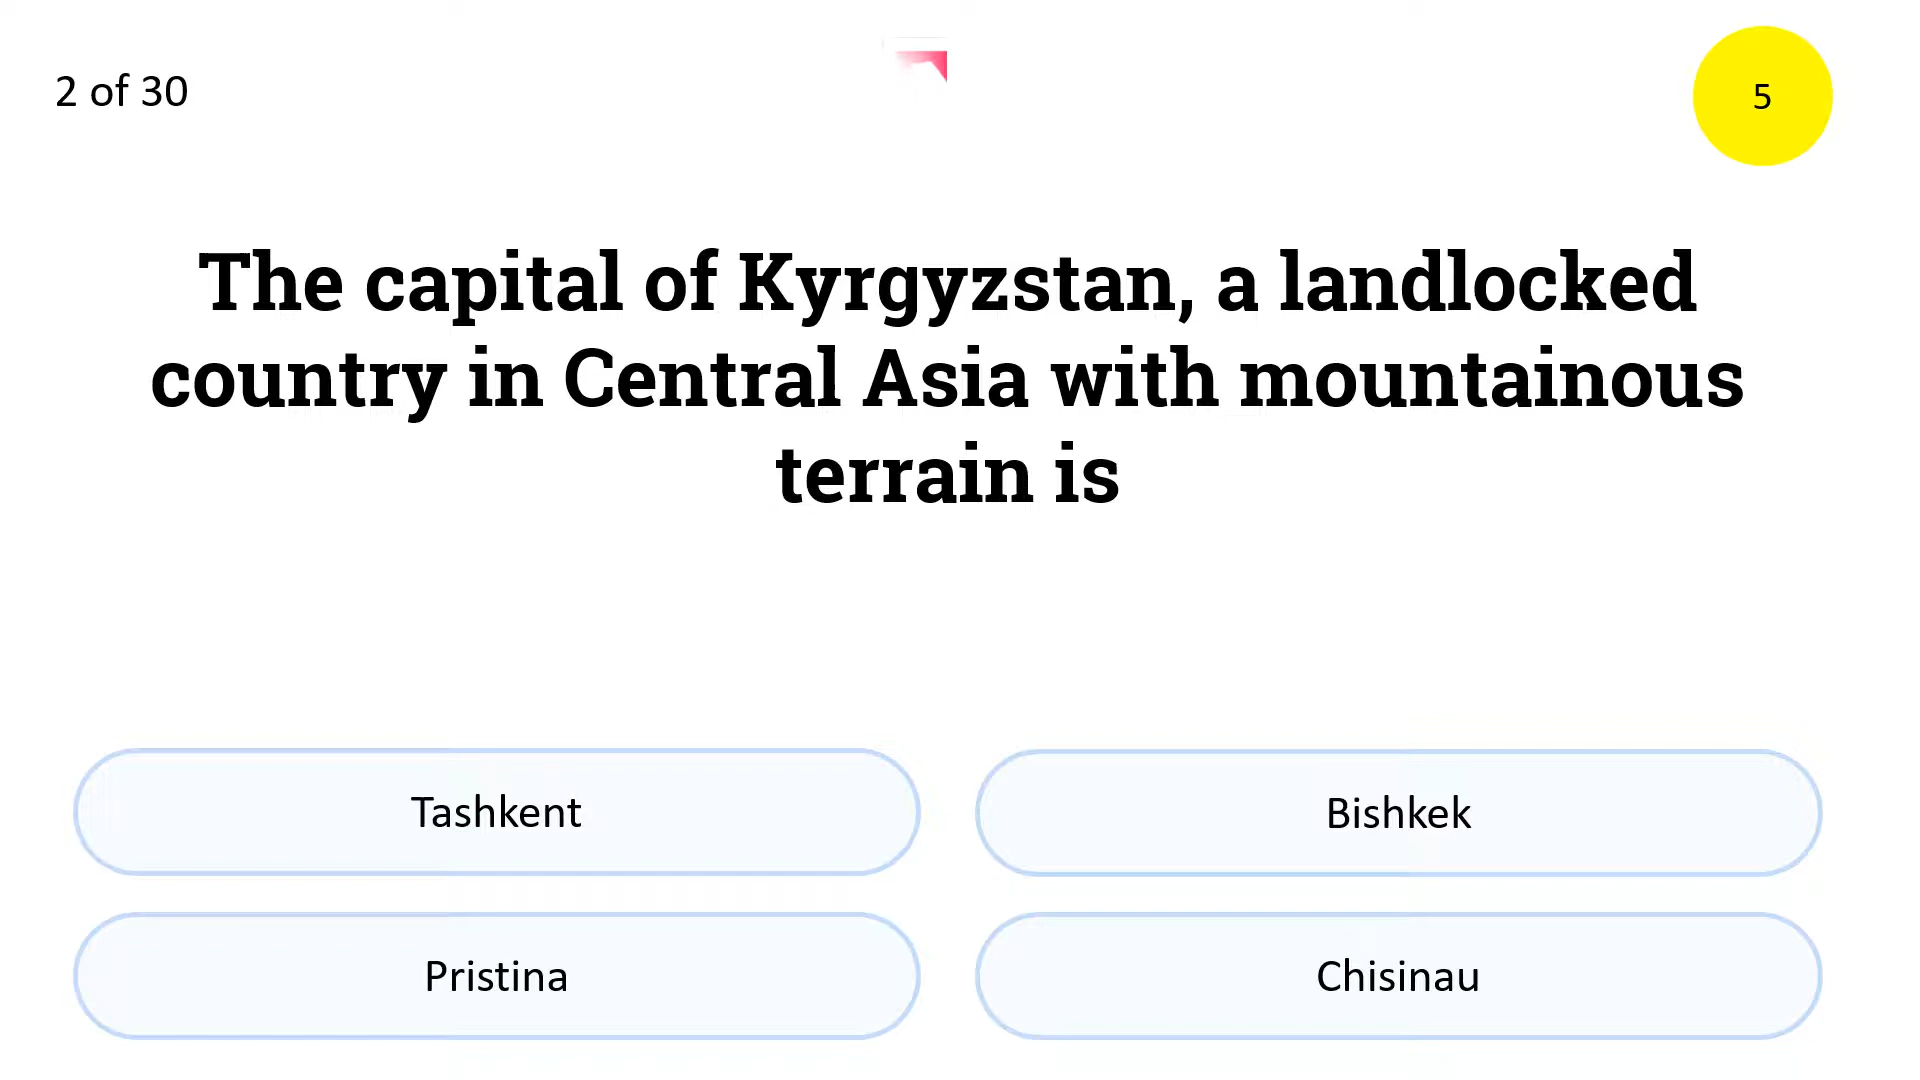 2 of 30
5
The capital of Kyrgyzstan, a landlocked
country in Central Asia with mountainous
terrain is
Tashkent
Bishkek
Pristina
Chisinau